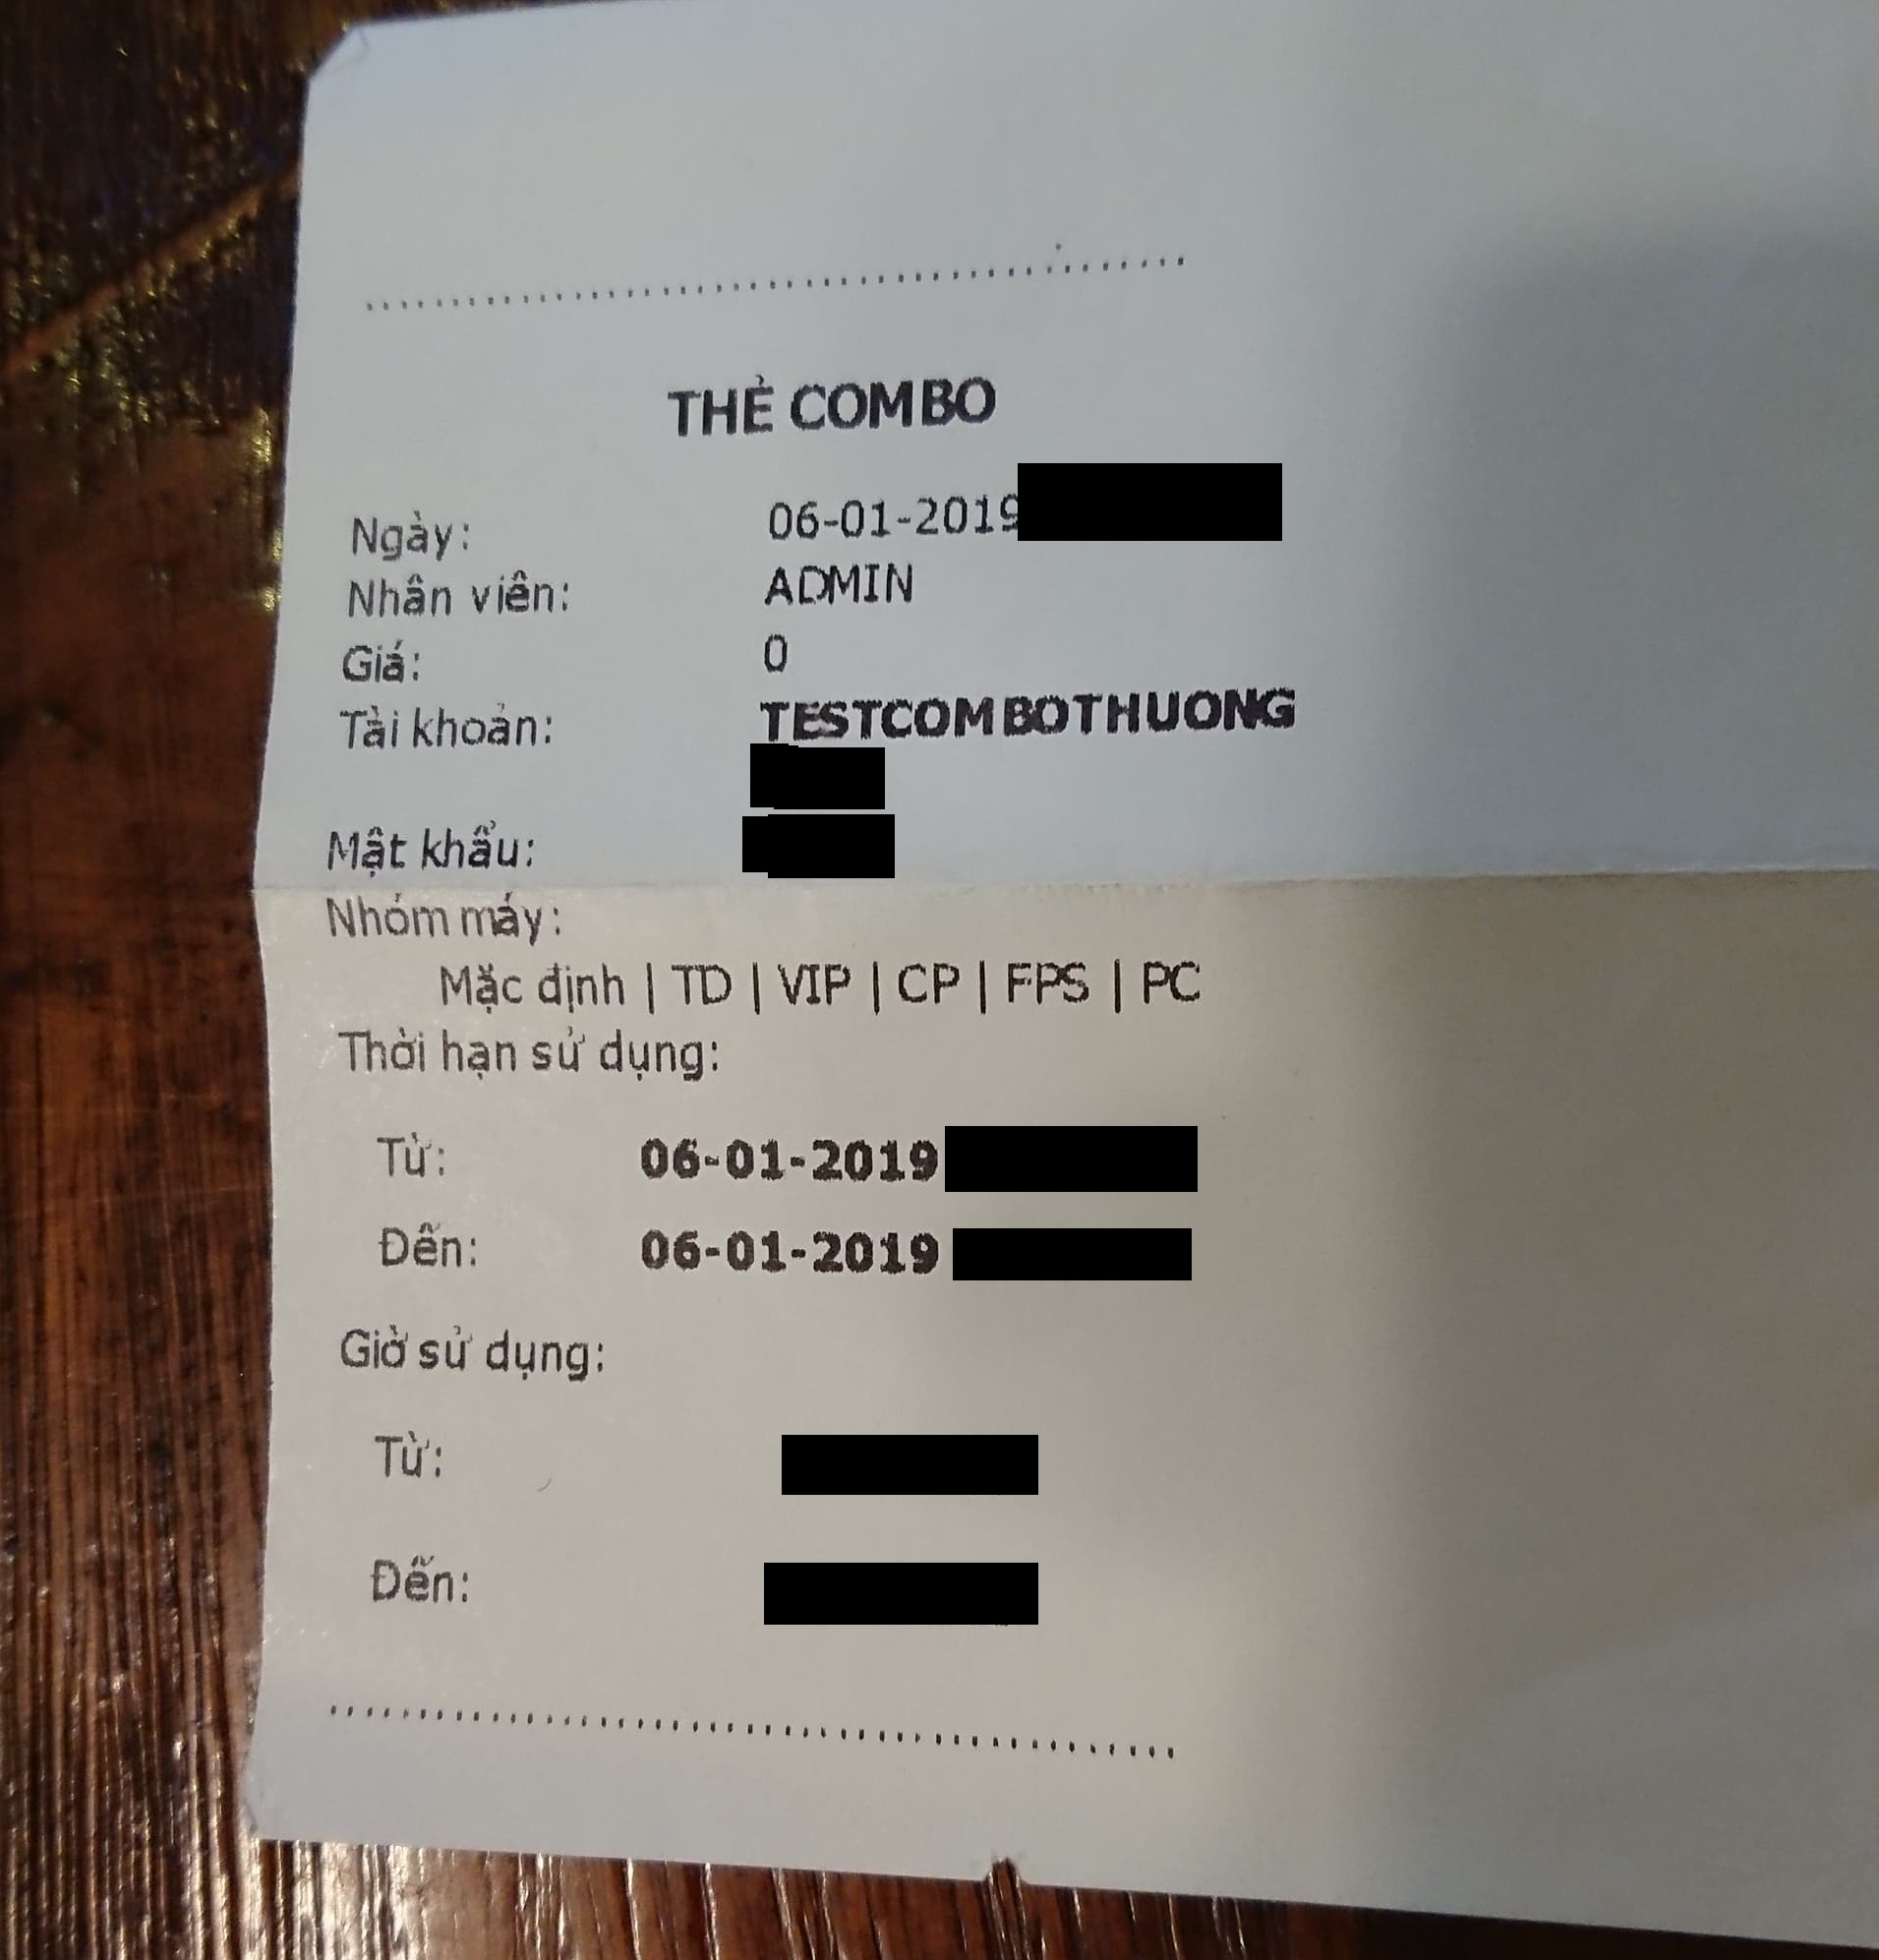 THẺ COMBO
Ngày: 06-01-2019
Nhân viên: ADMIN
Giá: 0
Tài khoản: TESTCOMBOTHUONG
Mật khẩu:
Nhóm máy:
Mặc định | TD | VIP | CP | FPS | PC
Thời hạn sử dụng:
Từ: 06-01-2019
Đến: 06-01-2019
Giờ sử dụng:
Từ:
Đến: